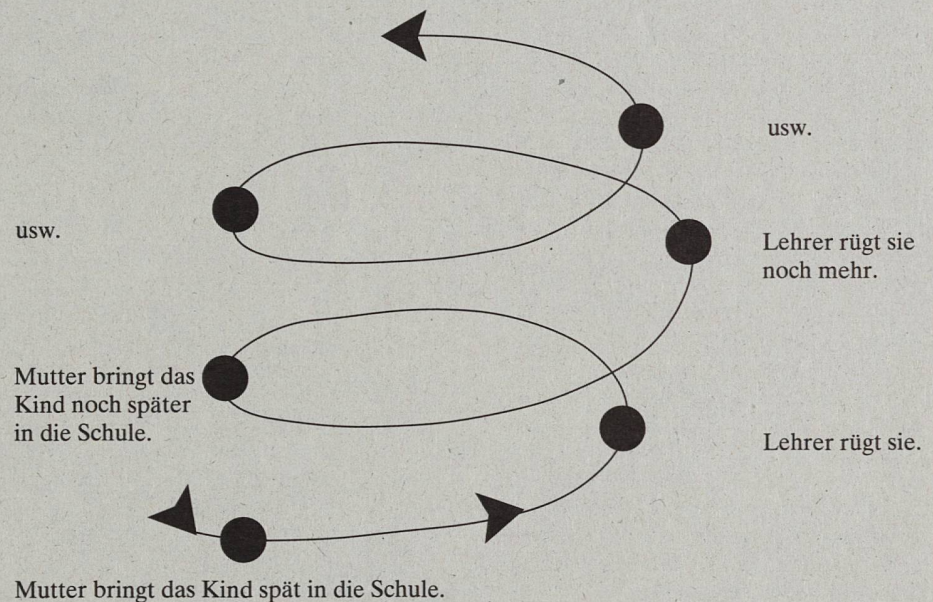 usw.
usw.
Lehrer rügt sie
noch mehr.
Mutter bringt das
Kind noch später
in die Schule.
Lehrer rügt sie.
Mutter bringt das Kind spät in die Schule.